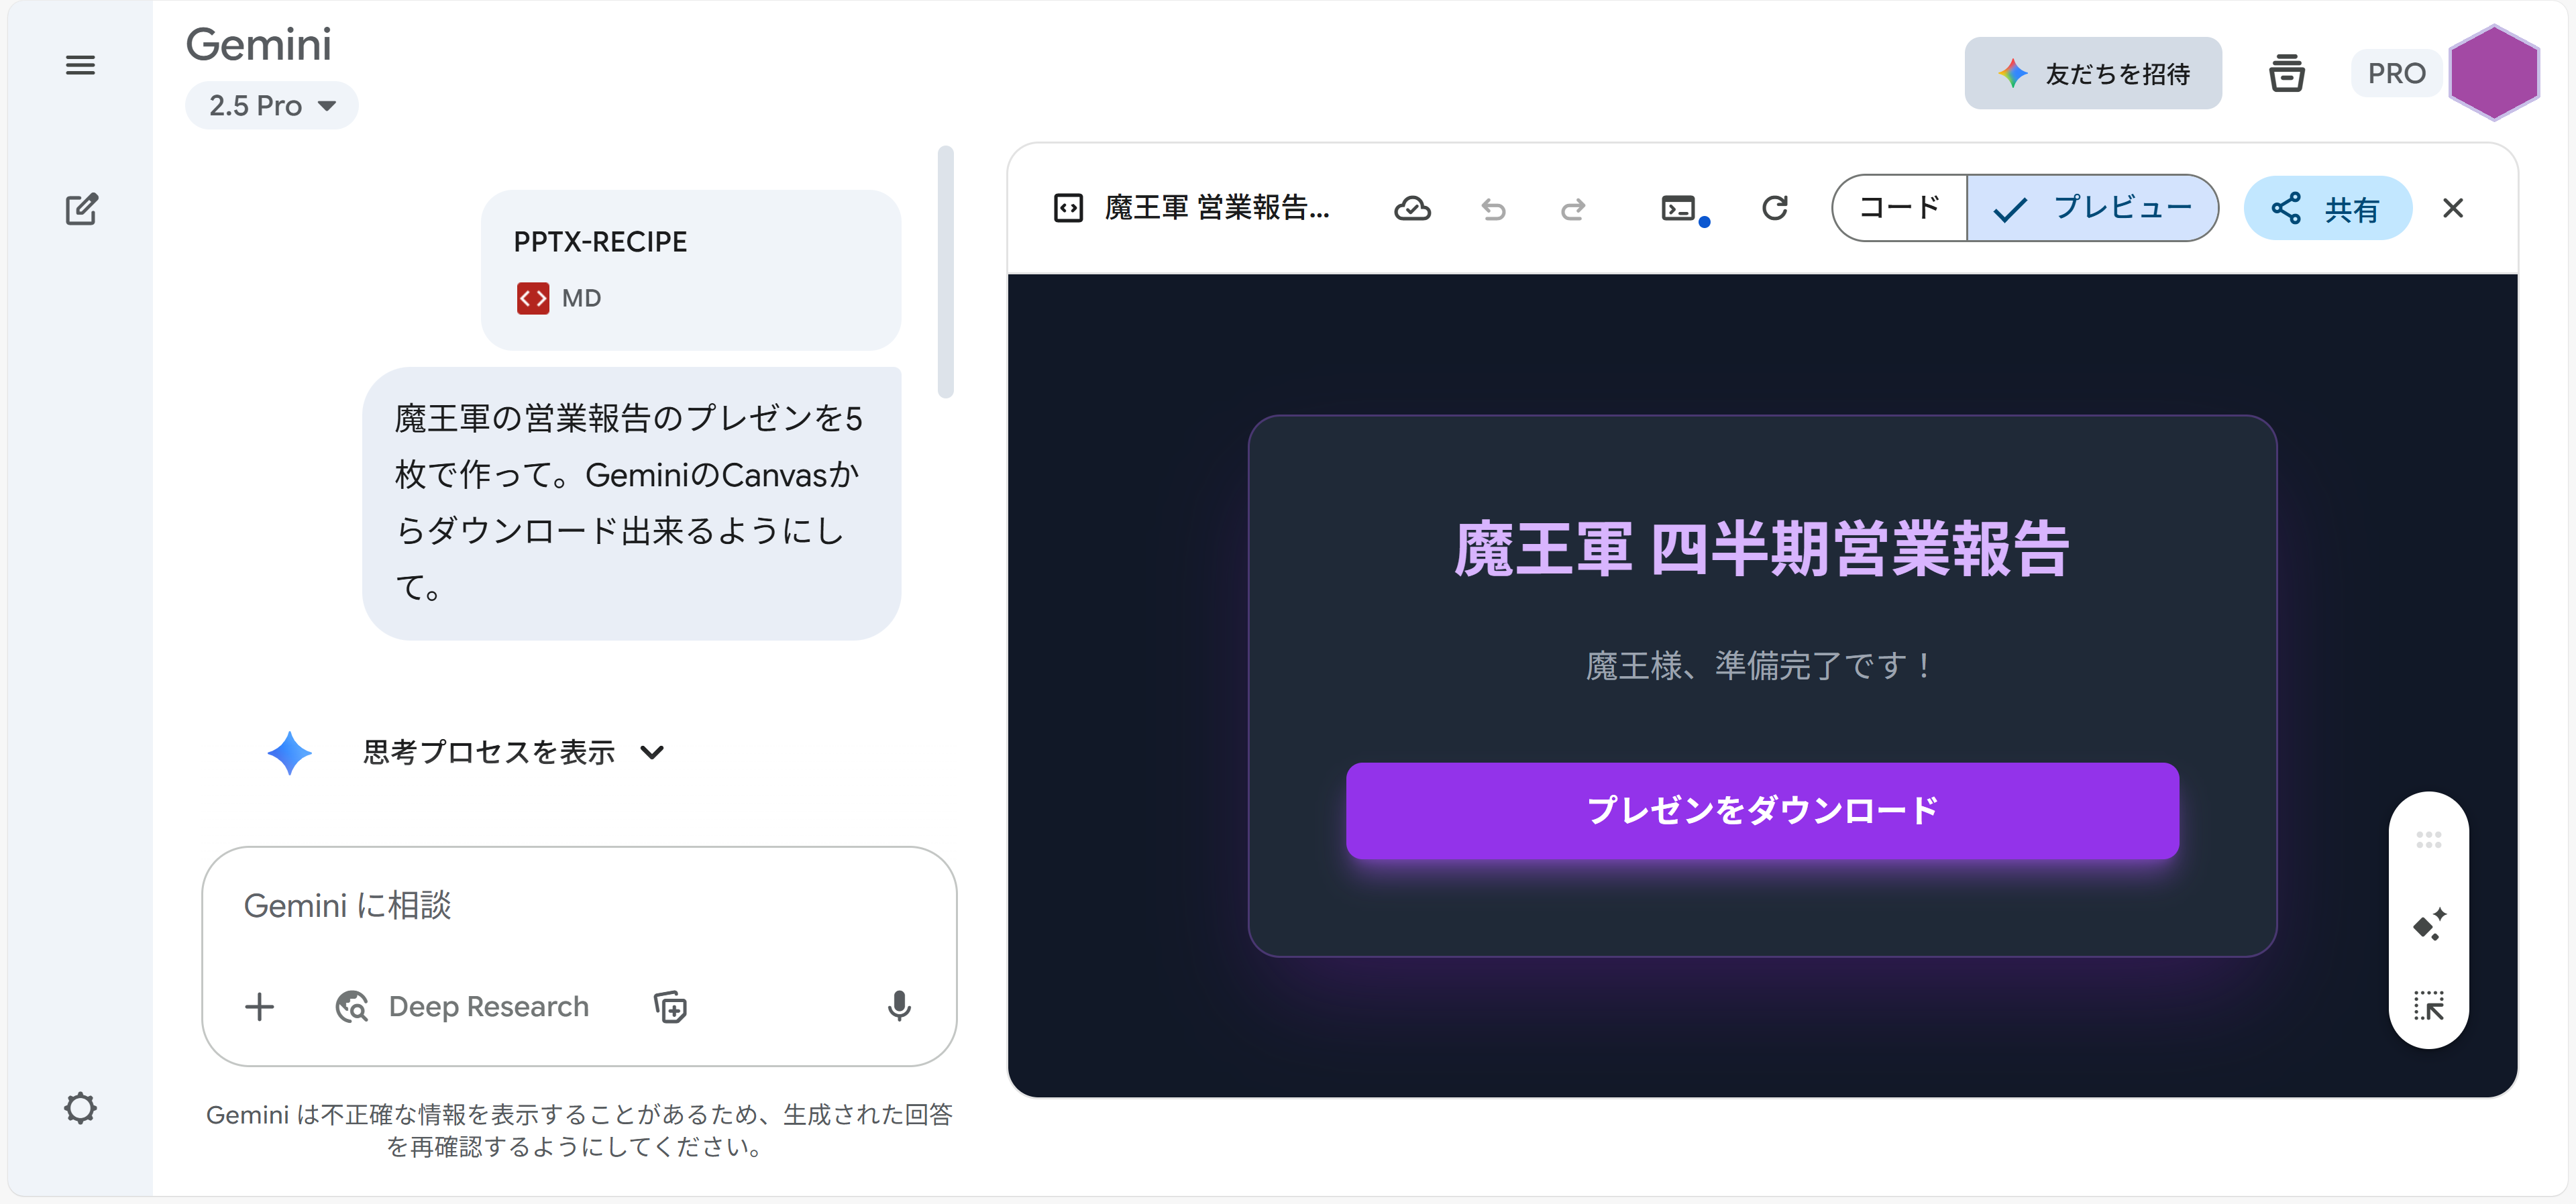 Gemini
2.5 Pro
友だちを招待
PRO
PPTX-RECIPE
MD
魔王軍の営業報告のプレゼンを5
枚で作って。GeminiのCanvasか
らダウンロード出来るようにし
て。
思考プロセスを表示
Gemini に相談
Deep Research
Gemini は不正確な情報を表示することがあるため、生成された回答
を再確認するようにしてください。
魔王軍 営業報告...
コード
プレビュー
共有
魔王軍 四半期営業報告
魔王様、準備完了です！
プレゼンをダウンロード